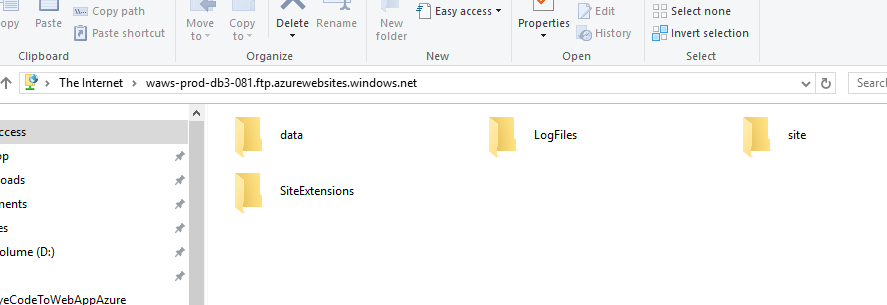 opy Paste Copy path Paste shortcut Move to Copy to Delete Rename New folder Easy access Properties Edit History Select none Invert selection
Clipboard Organize New Open Select
The Internet > waws-prod-db3-081.ftp.azurewebsites.windows.net Search
ccess
op
oads
ments
es
olume (D:)
yeCodeToWebAppAzure
data
LogFiles
site
SiteExtensions